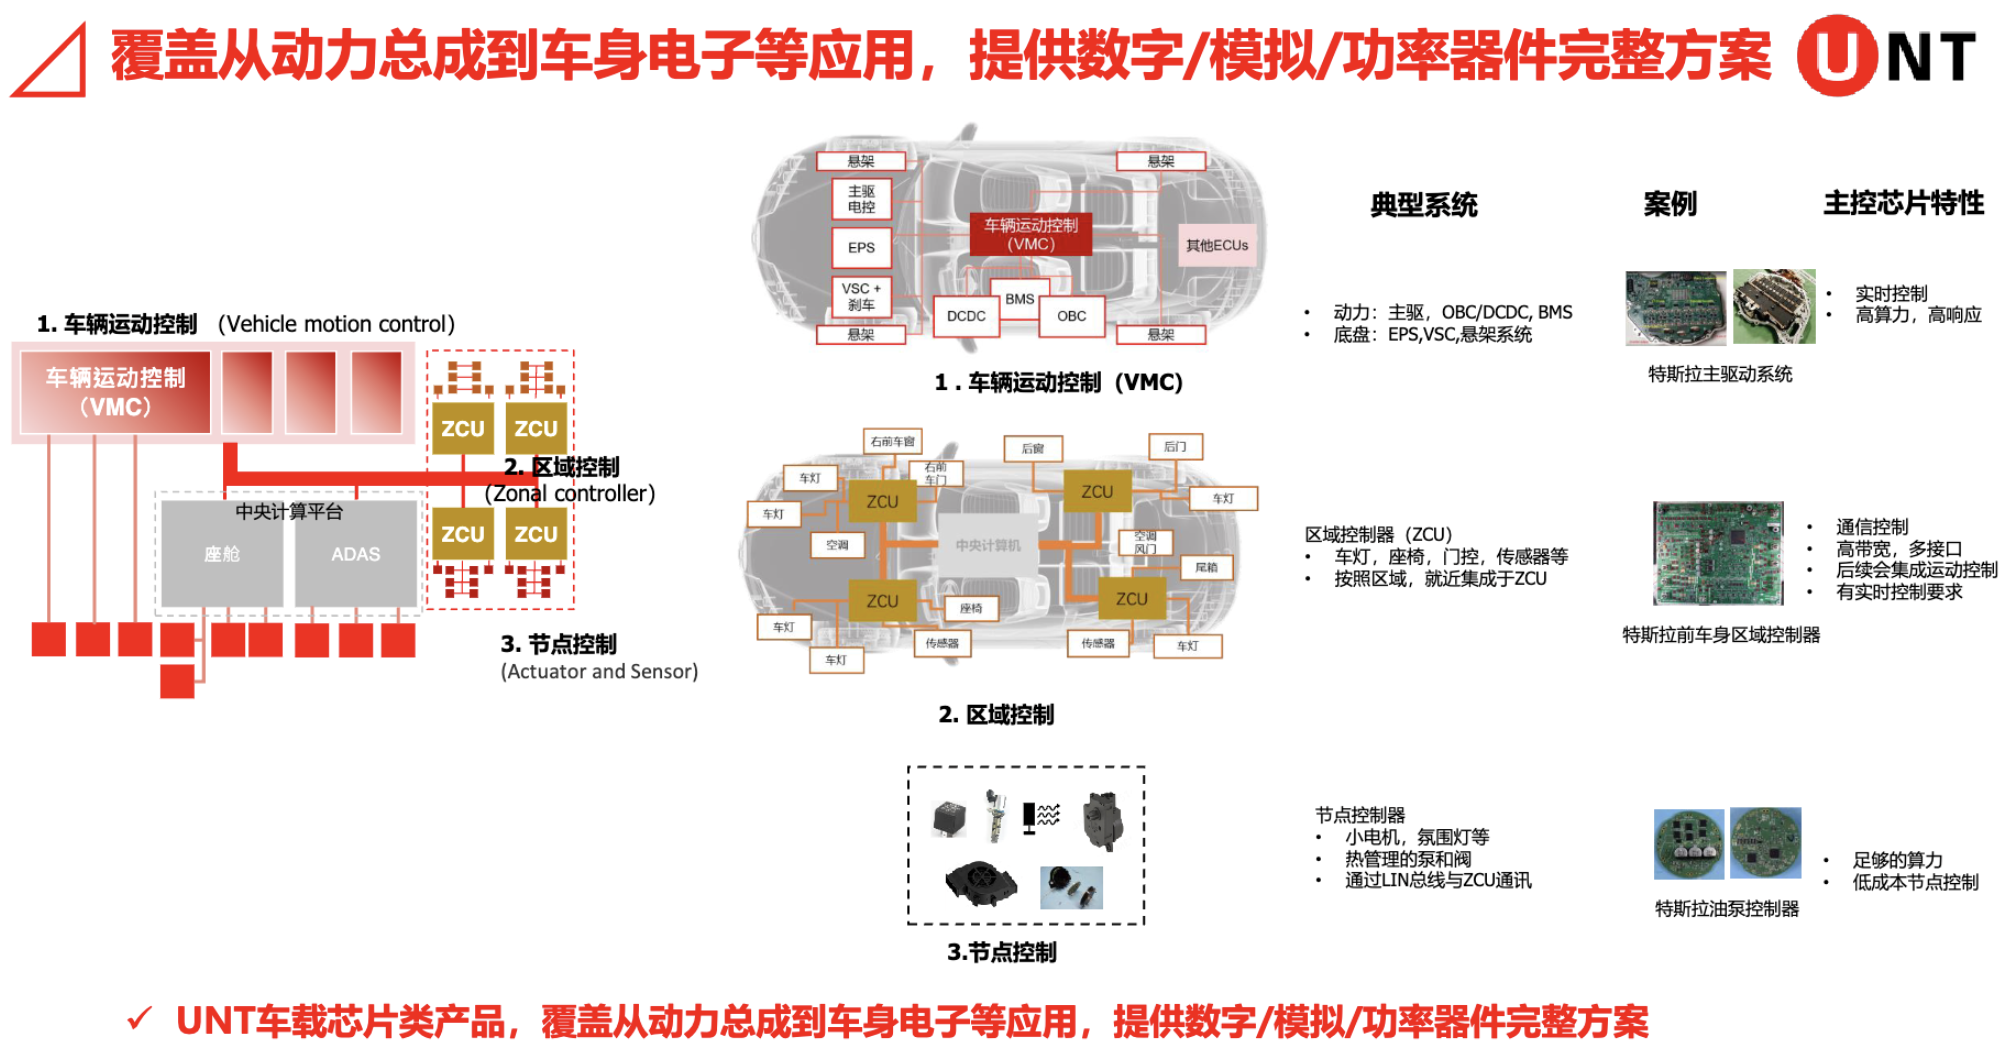 覆盖从动力总成到车身电子等应用，提供数字/模拟/功率器件完整方案
UNT
1. 车辆运动控制 （Vehicle motion control）
车辆运动控制
（VMC）
ZCU
ZCU
2. 区域控制
（Zonal controller）
中央计算平台
座舱
ADAS
ZCU
ZCU
3. 节点控制
(Actuator and Sensor)
悬架
悬架
主驱
电控
车辆运动控制
（VMC）
EPS
其他ECUs
VSC +
刹车
BMS
DCDC
OBC
悬架
悬架
1 . 车辆运动控制（VMC）
右前车窗
后窗
后门
车灯
右前
车门
ZCU
ZCU
车灯
车灯
空调
中央计算机
空调
风门
尾箱
ZCU
座椅
ZCU
车灯
传感器
传感器
车灯
车灯
2. 区域控制
3.节点控制
典型系统
案例
主控芯片特性
• 动力：主驱，OBC/DCDC, BMS
• 底盘：EPS,VSC,悬架系统
特斯拉主驱动系统
• 实时控制
• 高算力，高响应
区域控制器（ZCU）
• 车灯，座椅，门控，传感器等
• 按照区域，就近集成于ZCU
特斯拉前车身区域控制器
• 通信控制
• 高带宽，多接口
• 后续会集成运动控制
• 有实时控制要求
节点控制器
• 小电机，氛围灯等
• 热管理的泵和阀
• 通过LIN总线与ZCU通讯
特斯拉油泵控制器
• 足够的算力
• 低成本节点控制
✓ UNT车载芯片类产品，覆盖从动力总成到车身电子等应用，提供数字/模拟/功率器件完整方案